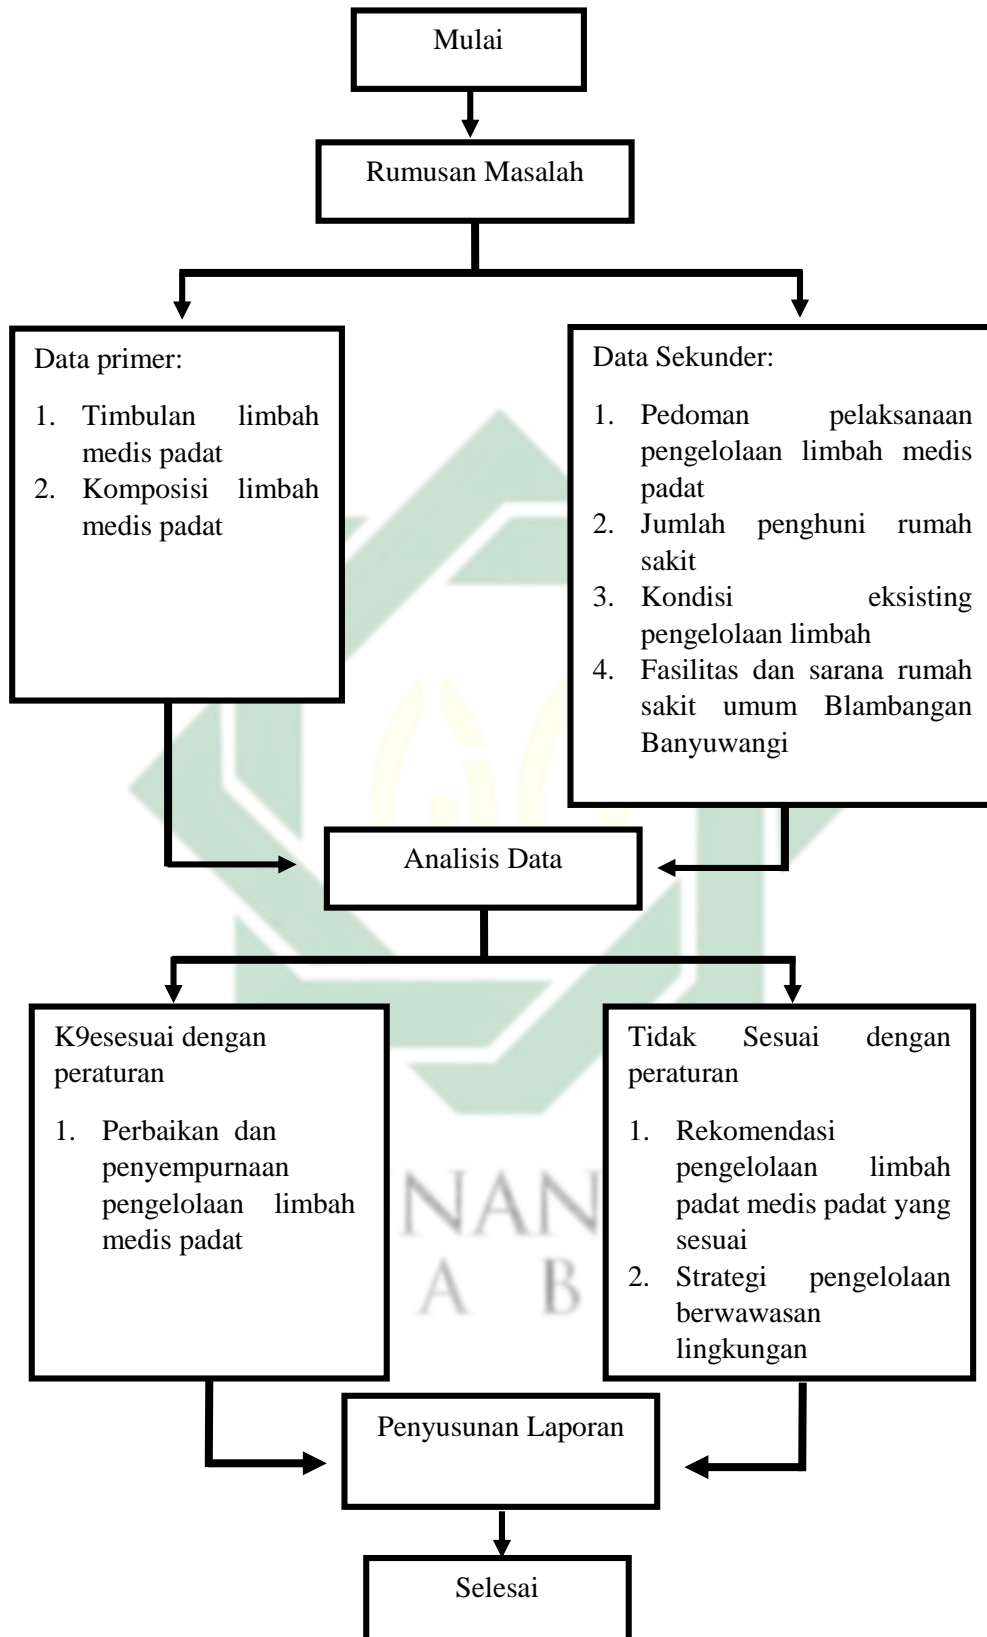 Mulai
Rumusan Masalah
Data primer:
1. Timbulan limbah
medis padat
2. Komposisi limbah
medis padat
Data Sekunder:
1. Pedoman pelaksanaan
pengelolaan limbah medis
padat
2. Jumlah penghuni rumah
sakit
3. Kondisi eksisting
pengelolaan limbah
4. Fasilitas dan sarana rumah
sakit umum Blambangan
Banyuwangi
Analisis Data
K9esesuai dengan
peraturan
1. Perbaikan dan
penyempurnaan
pengelolaan limbah
medis padat
Tidak Sesuai dengan
peraturan
1. Rekomendasi
pengelolaan limbah
padat medis padat yang
sesuai
2. Strategi pengelolaan
berwawasan
lingkungan
NAN
A B
Penyusunan Laporan
Selesai